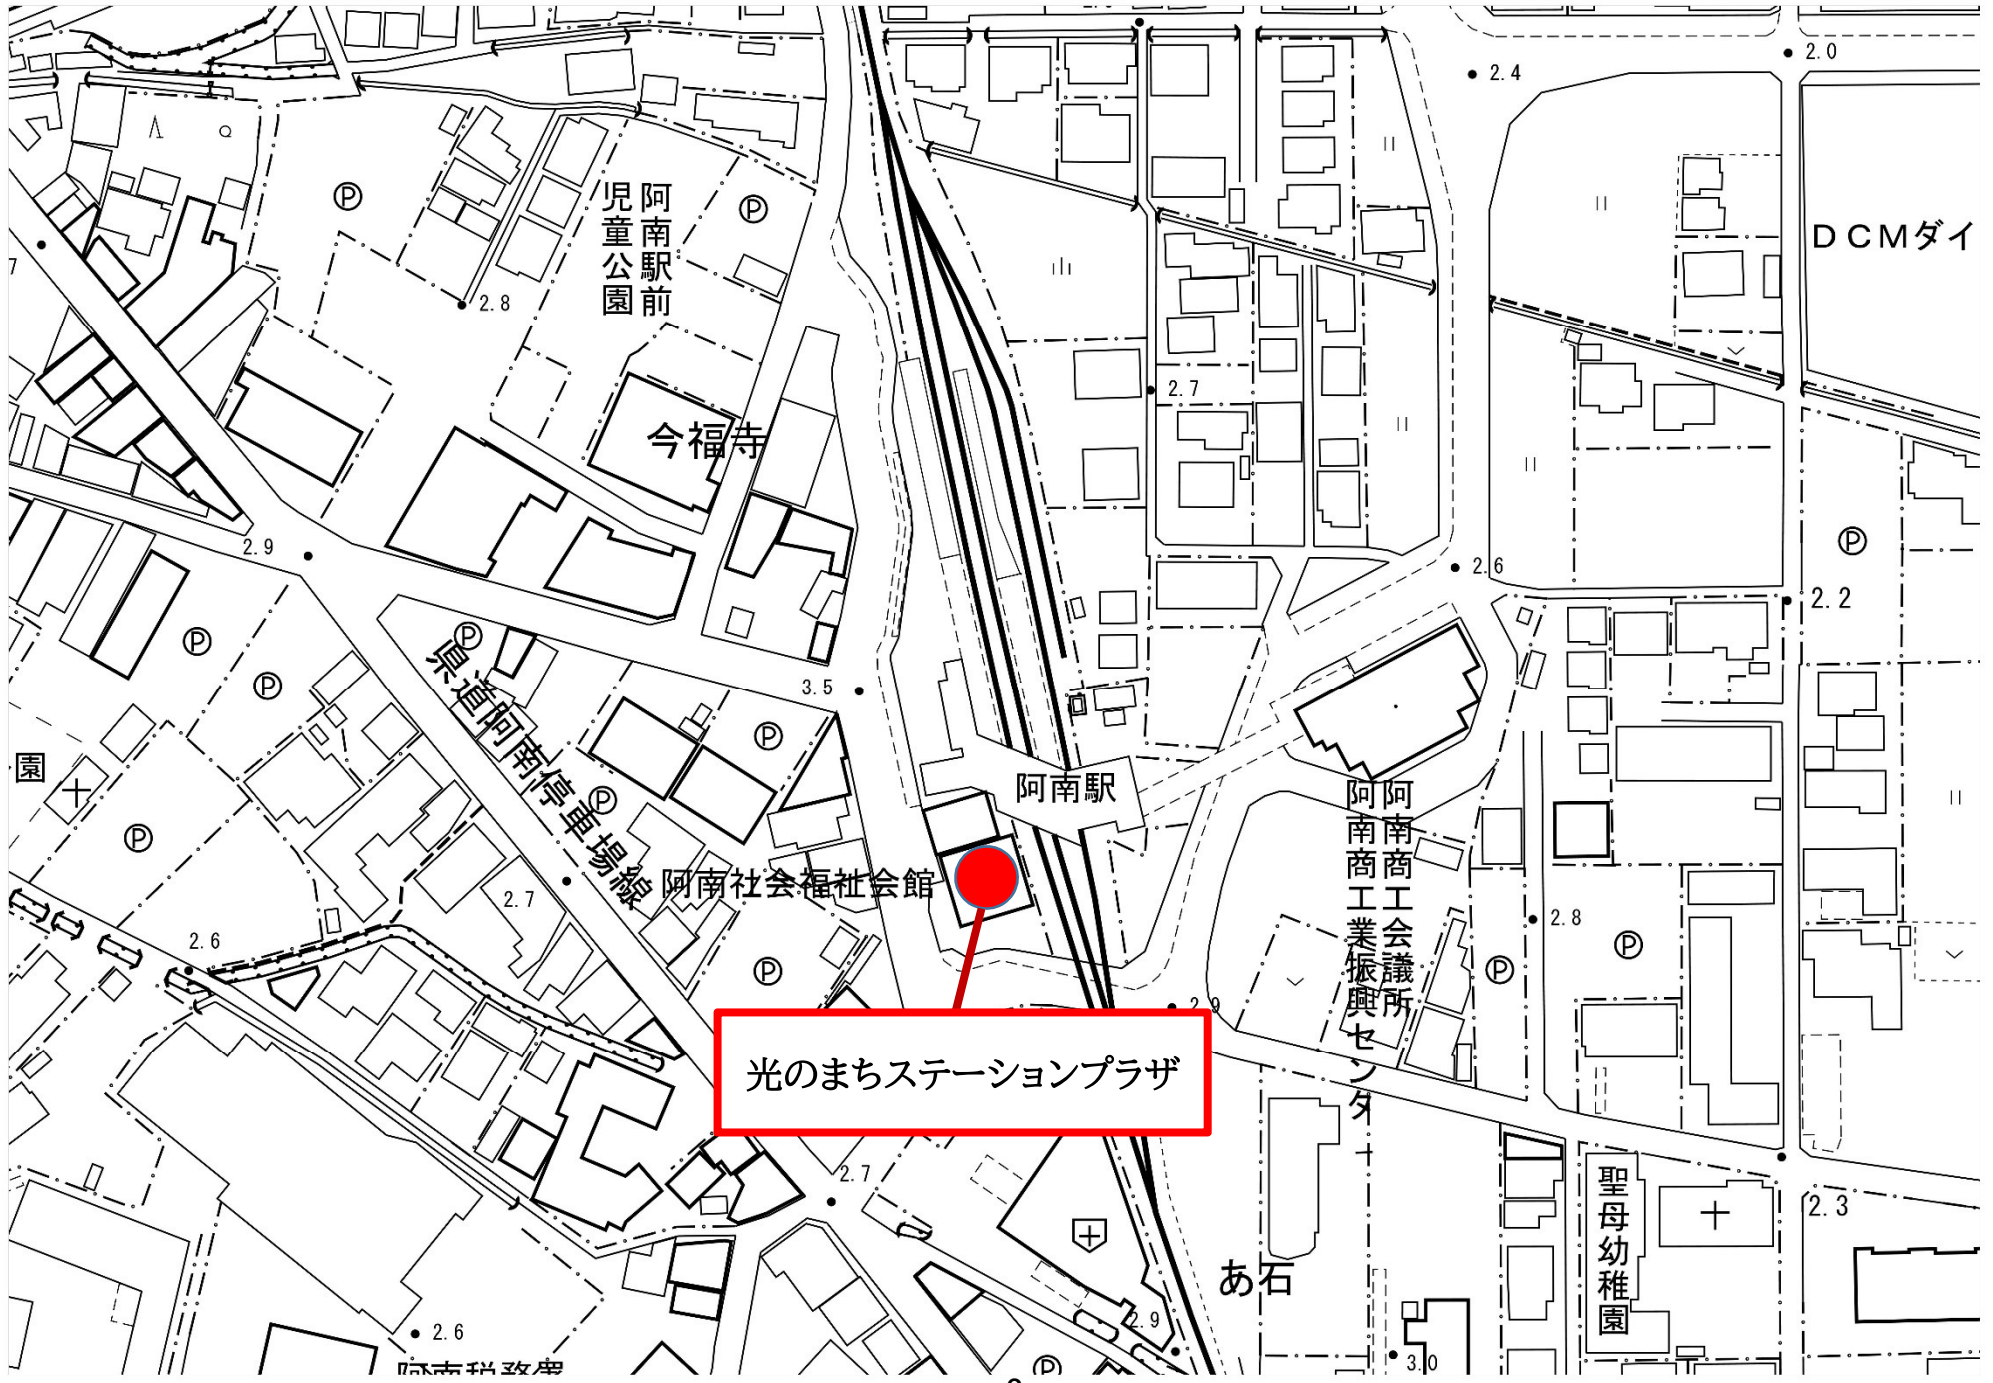 2.0
2.4
Ⓟ
Ⓟ
阿南駅前
児童公園
DCMダイ
2.8
2.7
今福寺
2.9
Ⓟ
2.6
2.2
Ⓟ
Ⓟ
Ⓟ
3.5
県道阿南停車場線
Ⓟ
Ⓟ
園
阿南駅
Ⓟ
阿南商工会議所
阿南商工業振興センター
阿南社会福祉会館
2.7
2.6
2.8
Ⓟ
Ⓟ
Ⓟ
2.9
光のまちステーションプラザ
2.7
聖母幼稚園
2.3
あ石
2.9
2.6
3.0
阿南税務署
Ⓟ